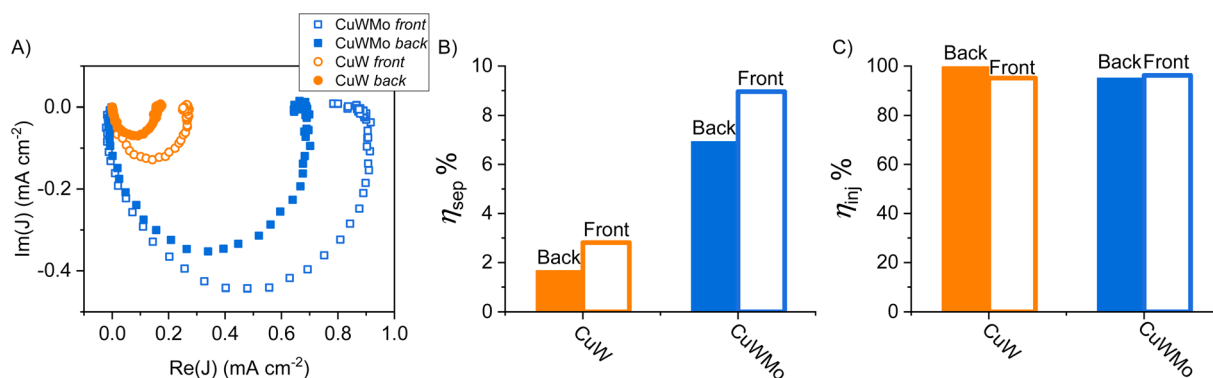 A)
CuWMo front
CuWMo back
CuW front
CuW back
0.0
-0.2
-0.4
Im(J) (mA cm-2)
0.0 0.2 0.4 0.6 0.8 1.0
Re(J) (mA cm-2)
B)
10
8
6
4
2
0
ηsep %
Back
Front
Back
Front
CuW
CuWMo
C)
100
80
60
40
20
0
ηinj %
Back
Front
Back
Front
CuW
CuWMo